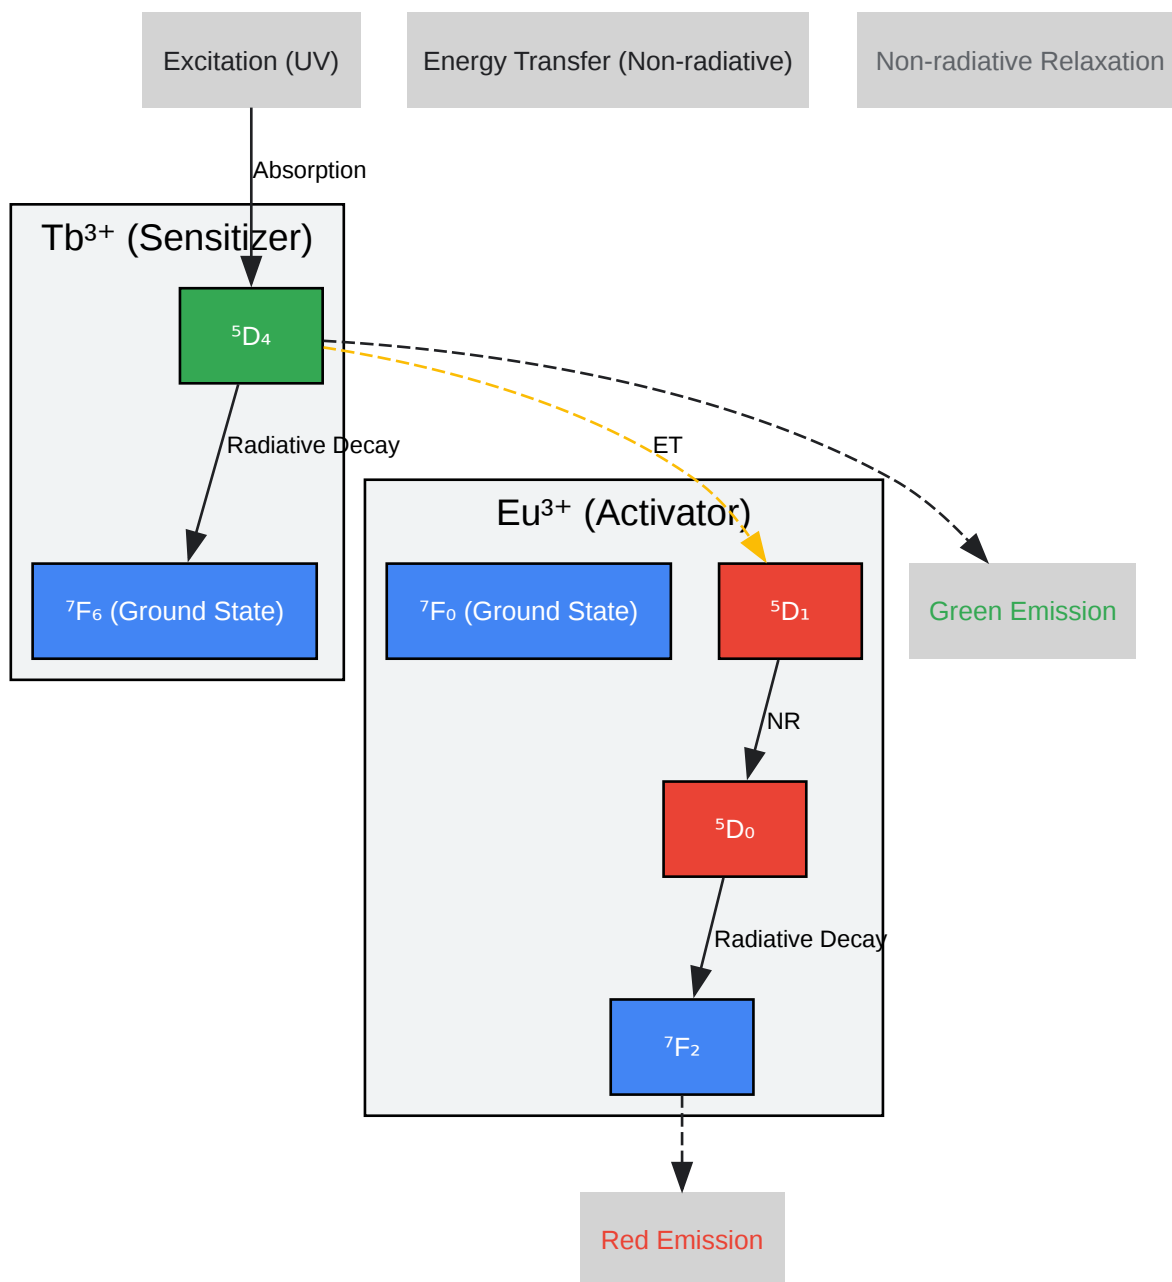 Excitation (UV)
Energy Transfer (Non-radiative)
Non-radiative Relaxation
Absorption
Tb³⁺ (Sensitizer)
⁵D₄
Radiative Decay
ET
Eu³⁺ (Activator)
⁷F₆ (Ground State)
⁷F₀ (Ground State)
⁵D₁
Green Emission
NR
⁵D₀
Radiative Decay
⁷F₂
Red Emission